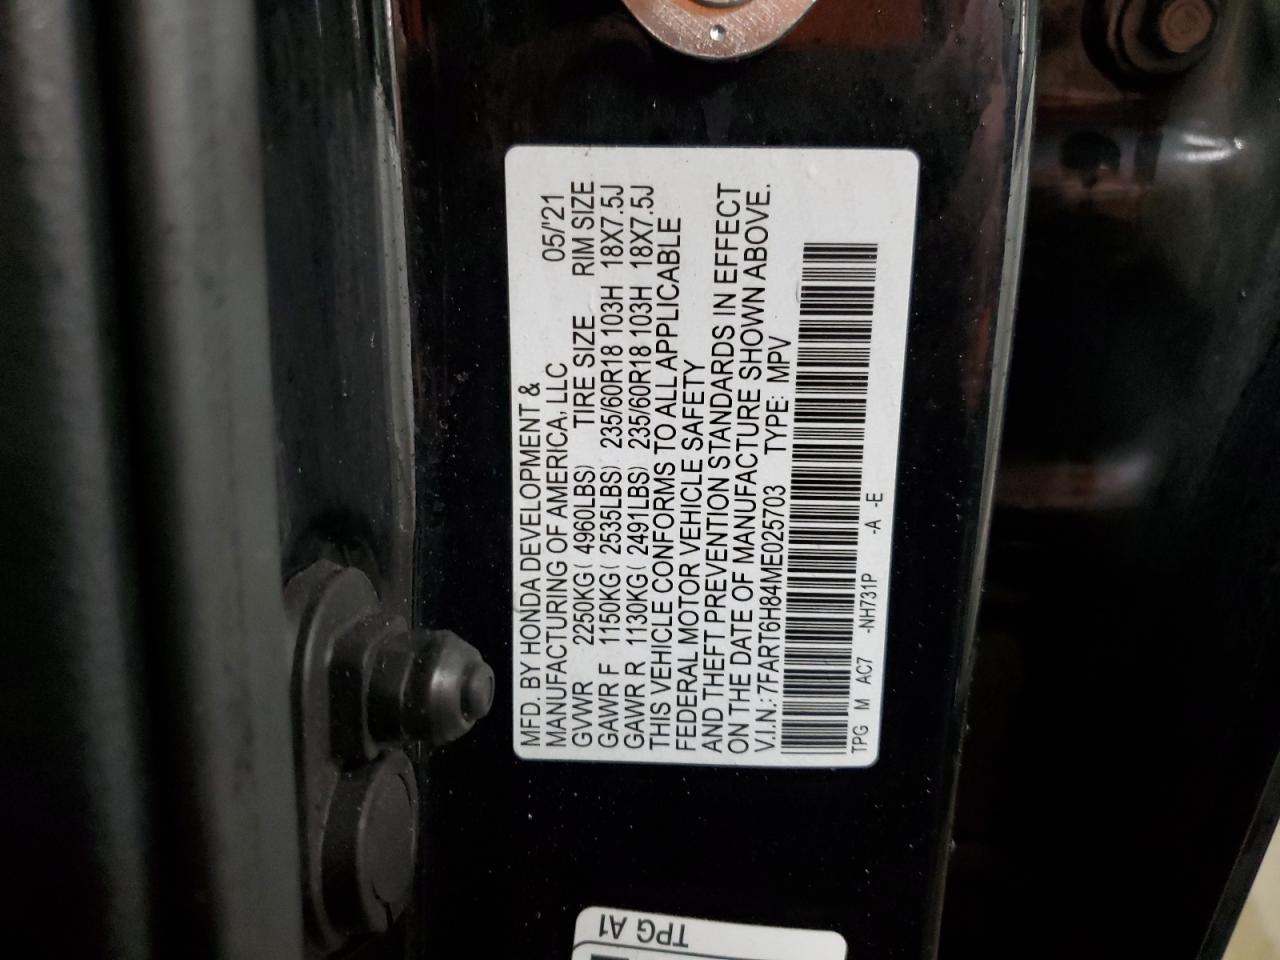 MFD. BY HONDA DEVELOPMENT &
MANUFACTURING OF AMERICA, LLC 05/'21
GVWR 2250KG( 4960LBS) TIRE SIZE RIM SIZE
GAWR F 1150KG( 2535LBS) 235/60R18 103H 18X7.5J
GAWR R 1130KG( 2491LBS) 235/60R18 103H 18X7.5J
THIS VEHICLE CONFORMS TO ALL APPLICABLE
FEDERAL MOTOR VEHICLE SAFETY
AND THEFT PREVENTION STANDARDS IN EFFECT
ON THE DATE OF MANUFACTURE SHOWN ABOVE.
V.I.N.: 7FART6H84ME025703 TYPE: MPV
TPG M AC7 -NH731P -A -E
TPG A1